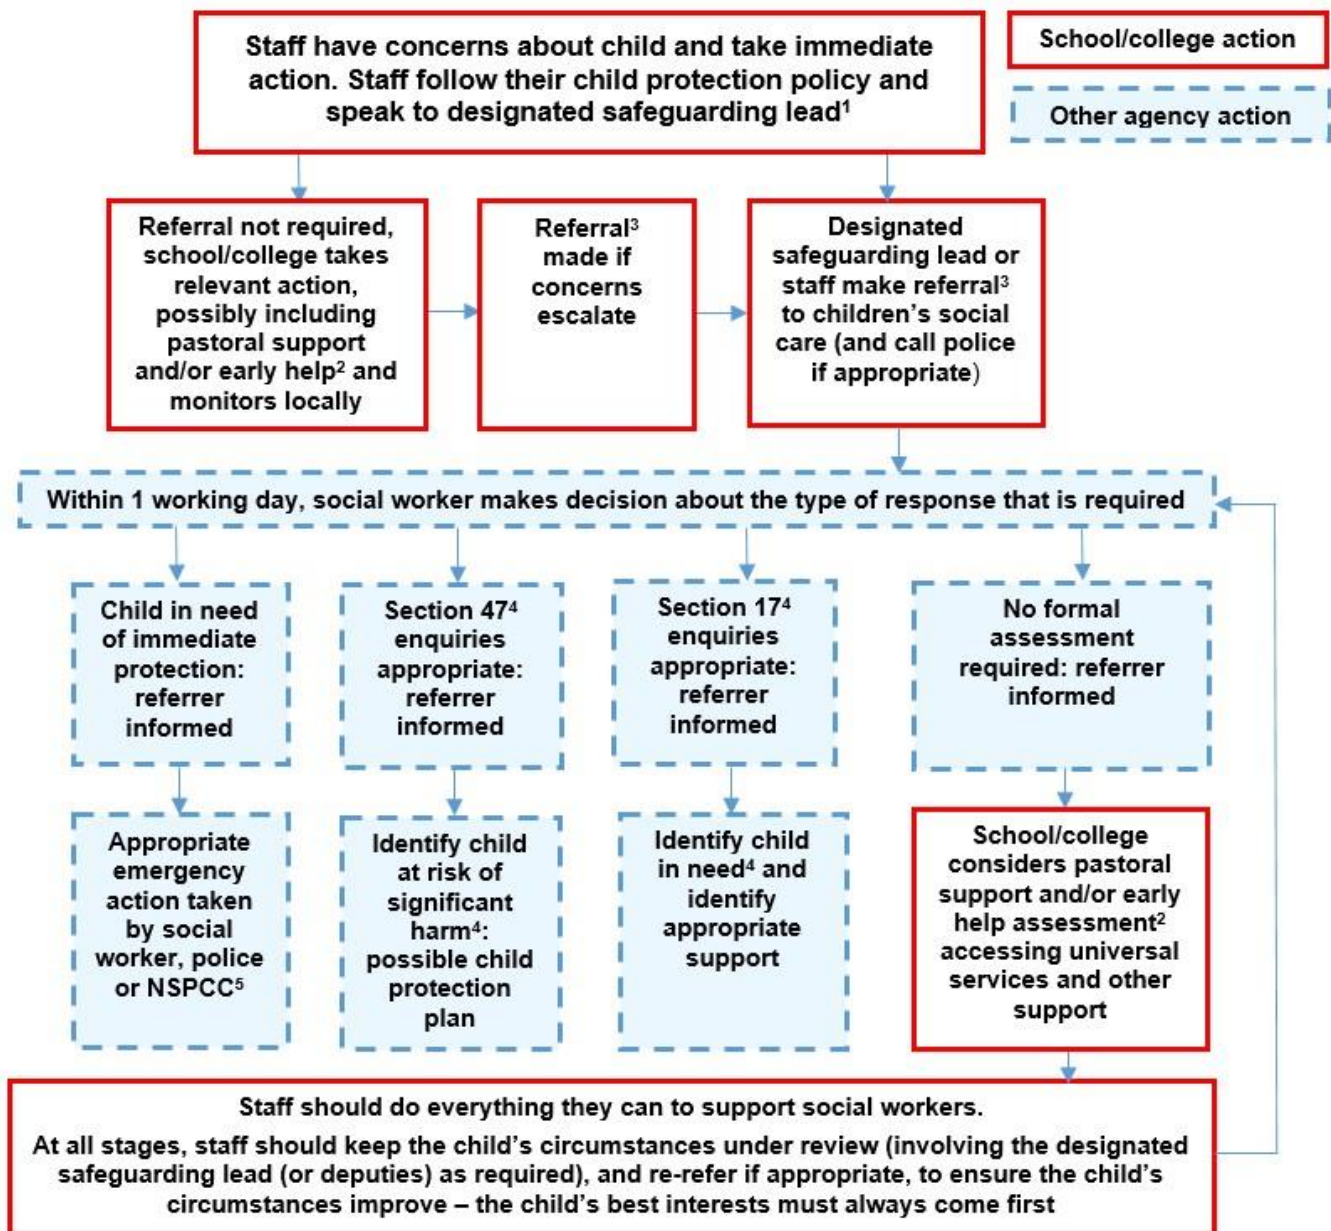 Staff have concerns about child and take immediate
action. Staff follow their child protection policy and
speak to designated safeguarding lead¹
School/college action
Other agency action
Referral not required,
school/college takes
relevant action,
possibly including
pastoral support
and/or early help² and
monitors locally
Referral³
made if
concerns
escalate
Designated
safeguarding lead or
staff make referral³
to children’s social
care (and call police
if appropriate)
Within 1 working day, social worker makes decision about the type of response that is required
Child in need
of immediate
protection:
referrer
informed
Section 47⁴
enquiries
appropriate:
referrer
informed
Section 17⁴
enquiries
appropriate:
referrer
informed
No formal
assessment
required: referrer
informed
Appropriate
emergency
action taken
by social
worker, police
or NSPCC⁵
Identify child
at risk of
significant
harm⁴:
possible child
protection
plan
Identify child
in need⁴ and
identify
appropriate
support
School/college
considers pastoral
support and/or early
help assessment²
accessing universal
services and other
support
Staff should do everything they can to support social workers.
At all stages, staff should keep the child’s circumstances under review (involving the designated
safeguarding lead (or deputies) as required), and re-refer if appropriate, to ensure the child’s
circumstances improve – the child’s best interests must always come first